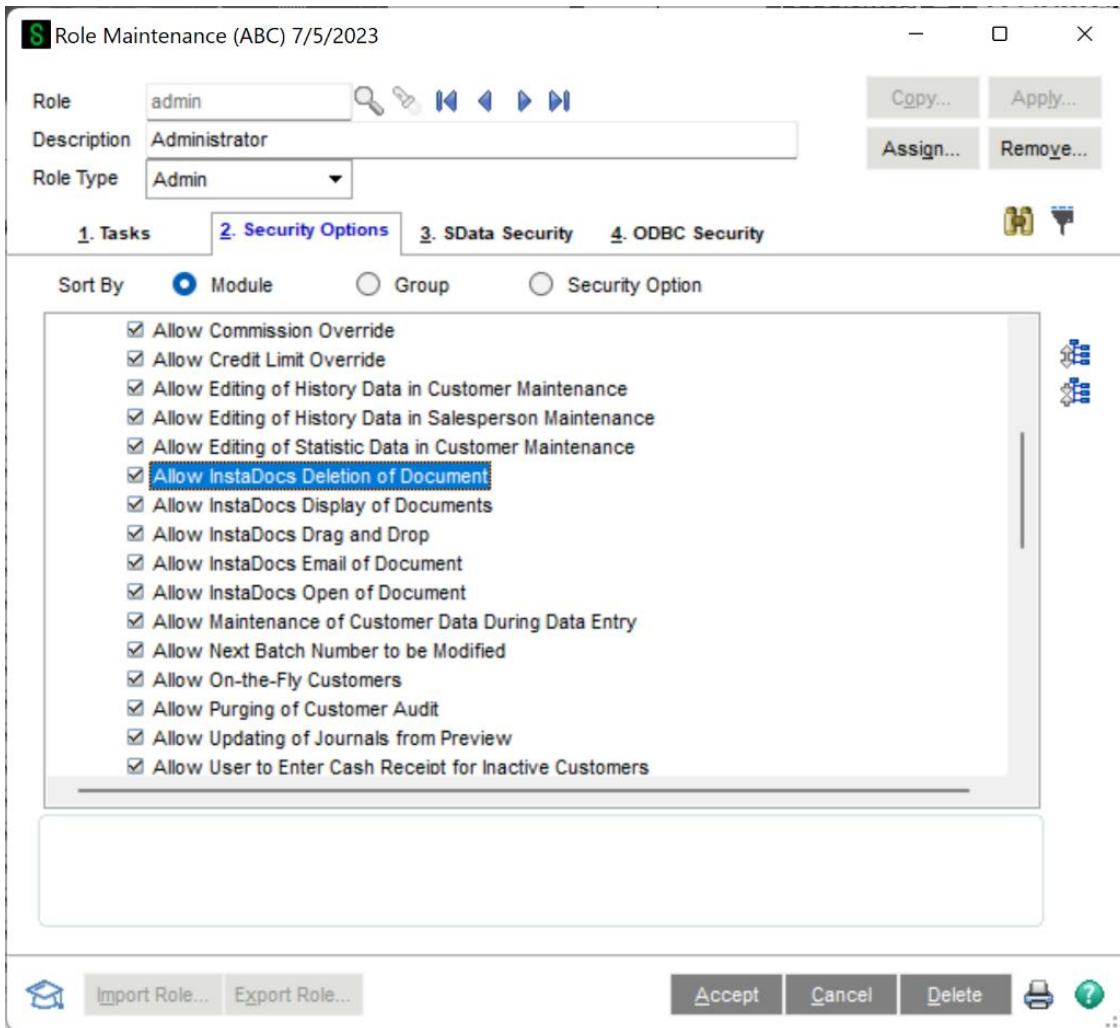 S Role Maintenance (ABC) 7/5/2023
Role admin Copy... Apply...
Description Administrator Assign... Remove...
Role Type Admin
1. Tasks 2. Security Options 3. SData Security 4. ODBC Security
Sort By Module Group Security Option
Allow Commission Override
Allow Credit Limit Override
Allow Editing of History Data in Customer Maintenance
Allow Editing of History Data in Salesperson Maintenance
Allow Editing of Statistic Data in Customer Maintenance
Allow InstaDocs Deletion of Document
Allow InstaDocs Display of Documents
Allow InstaDocs Drag and Drop
Allow InstaDocs Email of Document
Allow InstaDocs Open of Document
Allow Maintenance of Customer Data During Data Entry
Allow Next Batch Number to be Modified
Allow On-the-Fly Customers
Allow Purging of Customer Audit
Allow Updating of Journals from Preview
Allow User to Enter Cash Receipt for Inactive Customers
Import Role... Export Role... Accept Cancel Delete ?